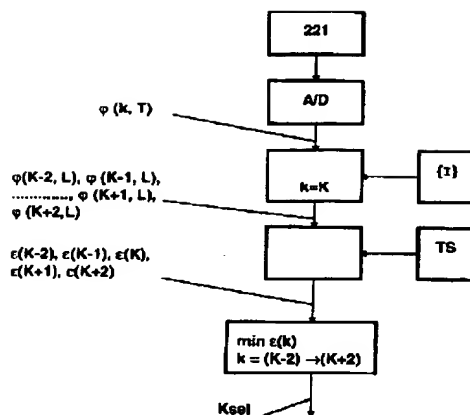 221
A/D
φ (k, T)
φ(K-2, L), φ (K-1, L),
............., φ (K+1, L),
φ (K+2,L)
k=K
{I}
ε(K-2), ε(K-1), ε(K),
ε(K+1), ε(K+2)
TS
min ε(k)
k = (K-2) →(K+2)
Ksel